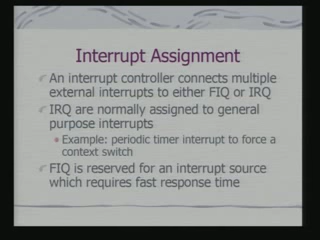 Interrupt Assignment
An interrupt controller connects multiple
external interrupts to either FIQ or IRQ
IRQ are normally assigned to general
purpose interrupts
Example: periodic timer interrupt to force a
context switch
FIQ is reserved for an interrupt source
which requires fast response time